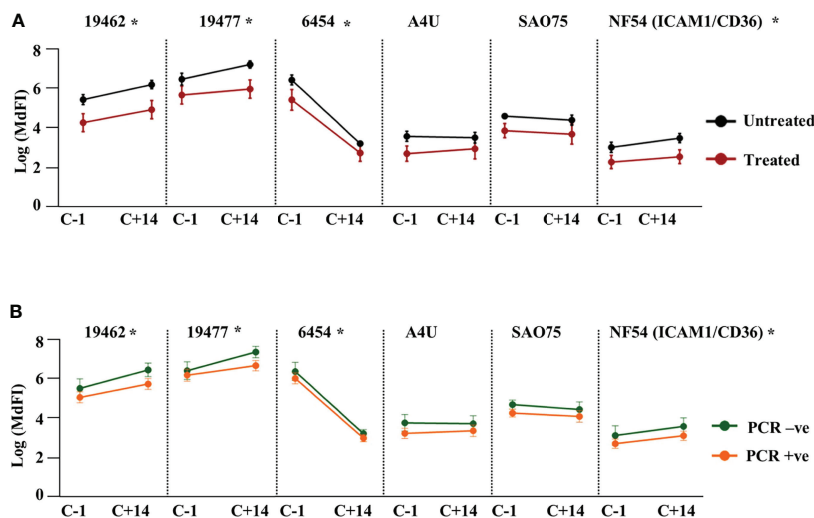 A
19462 * 19477 * 6454 * A4U SAO75 NF54 (ICAM1/CD36) *
Log (MdFI)
8
6
4
2
0
Untreated
Treated
C-1 C+14 C-1 C+14 C-1 C+14 C-1 C+14 C-1 C+14 C-1 C+14
B
19462 * 19477 * 6454 * A4U SAO75 NF54 (ICAM1/CD36) *
Log (MdFI)
8
6
4
2
0
PCR –ve
PCR +ve
C-1 C+14 C-1 C+14 C-1 C+14 C-1 C+14 C-1 C+14 C-1 C+14